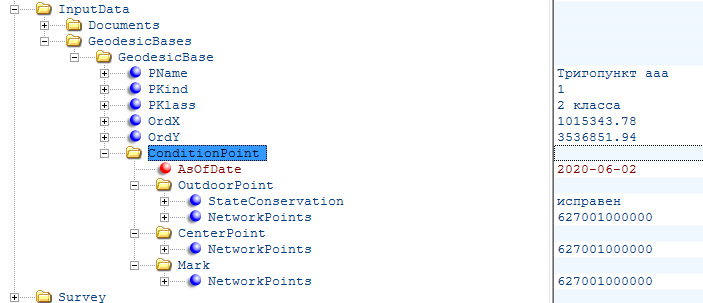 InputData
Documents
GeodesicBases
GeodesicBase
PName Тригопункт ааа
PKind 1
PKlass 2 класса
OrdX 1015343.78
OrdY 3536851.94
ConditionPoint
AsOfDate 2020-06-02
OutdoorPoint
StateConservation исправен
NetworkPoints 627001000000
CenterPoint
NetworkPoints 627001000000
Mark
NetworkPoints 627001000000
Survey